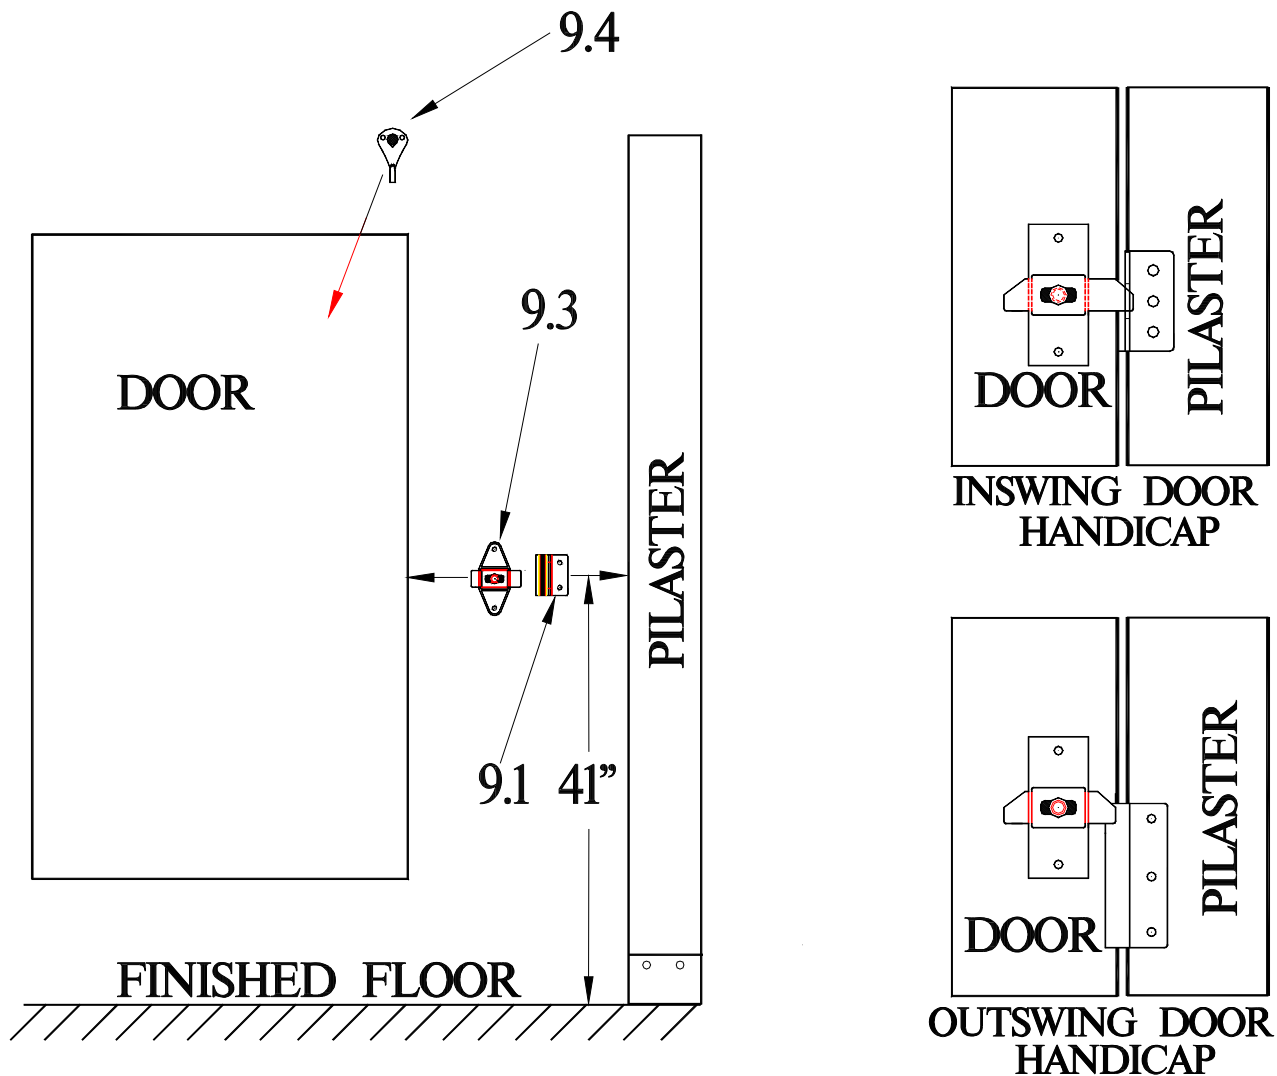 9.4
9.3
DOOR
PILASTER
9.1
41”
FINISHED FLOOR
DOOR
PILASTER
INSWING DOOR
HANDICAP
DOOR
PILASTER
OUTSWING DOOR
HANDICAP